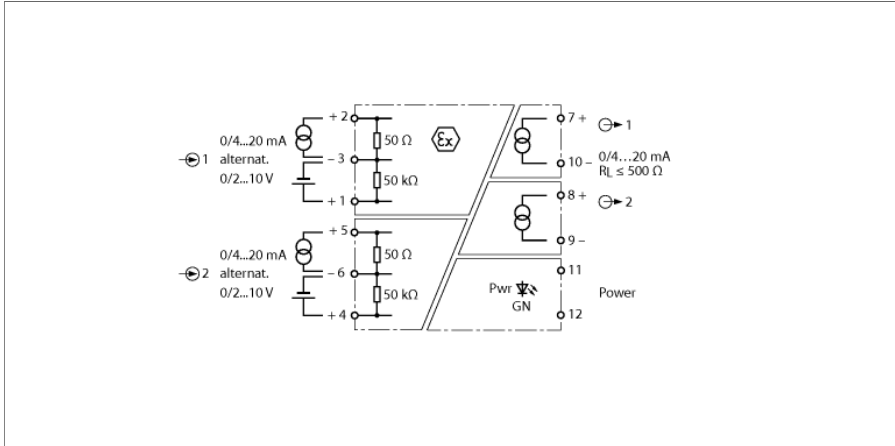 + 2
0/4...20 mA
1 alternat.
0/2...10 V
– 3
+ 1
50 Ω
50 kΩ
εx
+ 5
0/4...20 mA
2 alternat.
0/2...10 V
– 6
+ 4
50 Ω
50 kΩ
7 +
1
10 –
0/4…20 mA
RL ≤ 500 Ω
8 +
2
9 –
11
Pwr
GN
Power
12